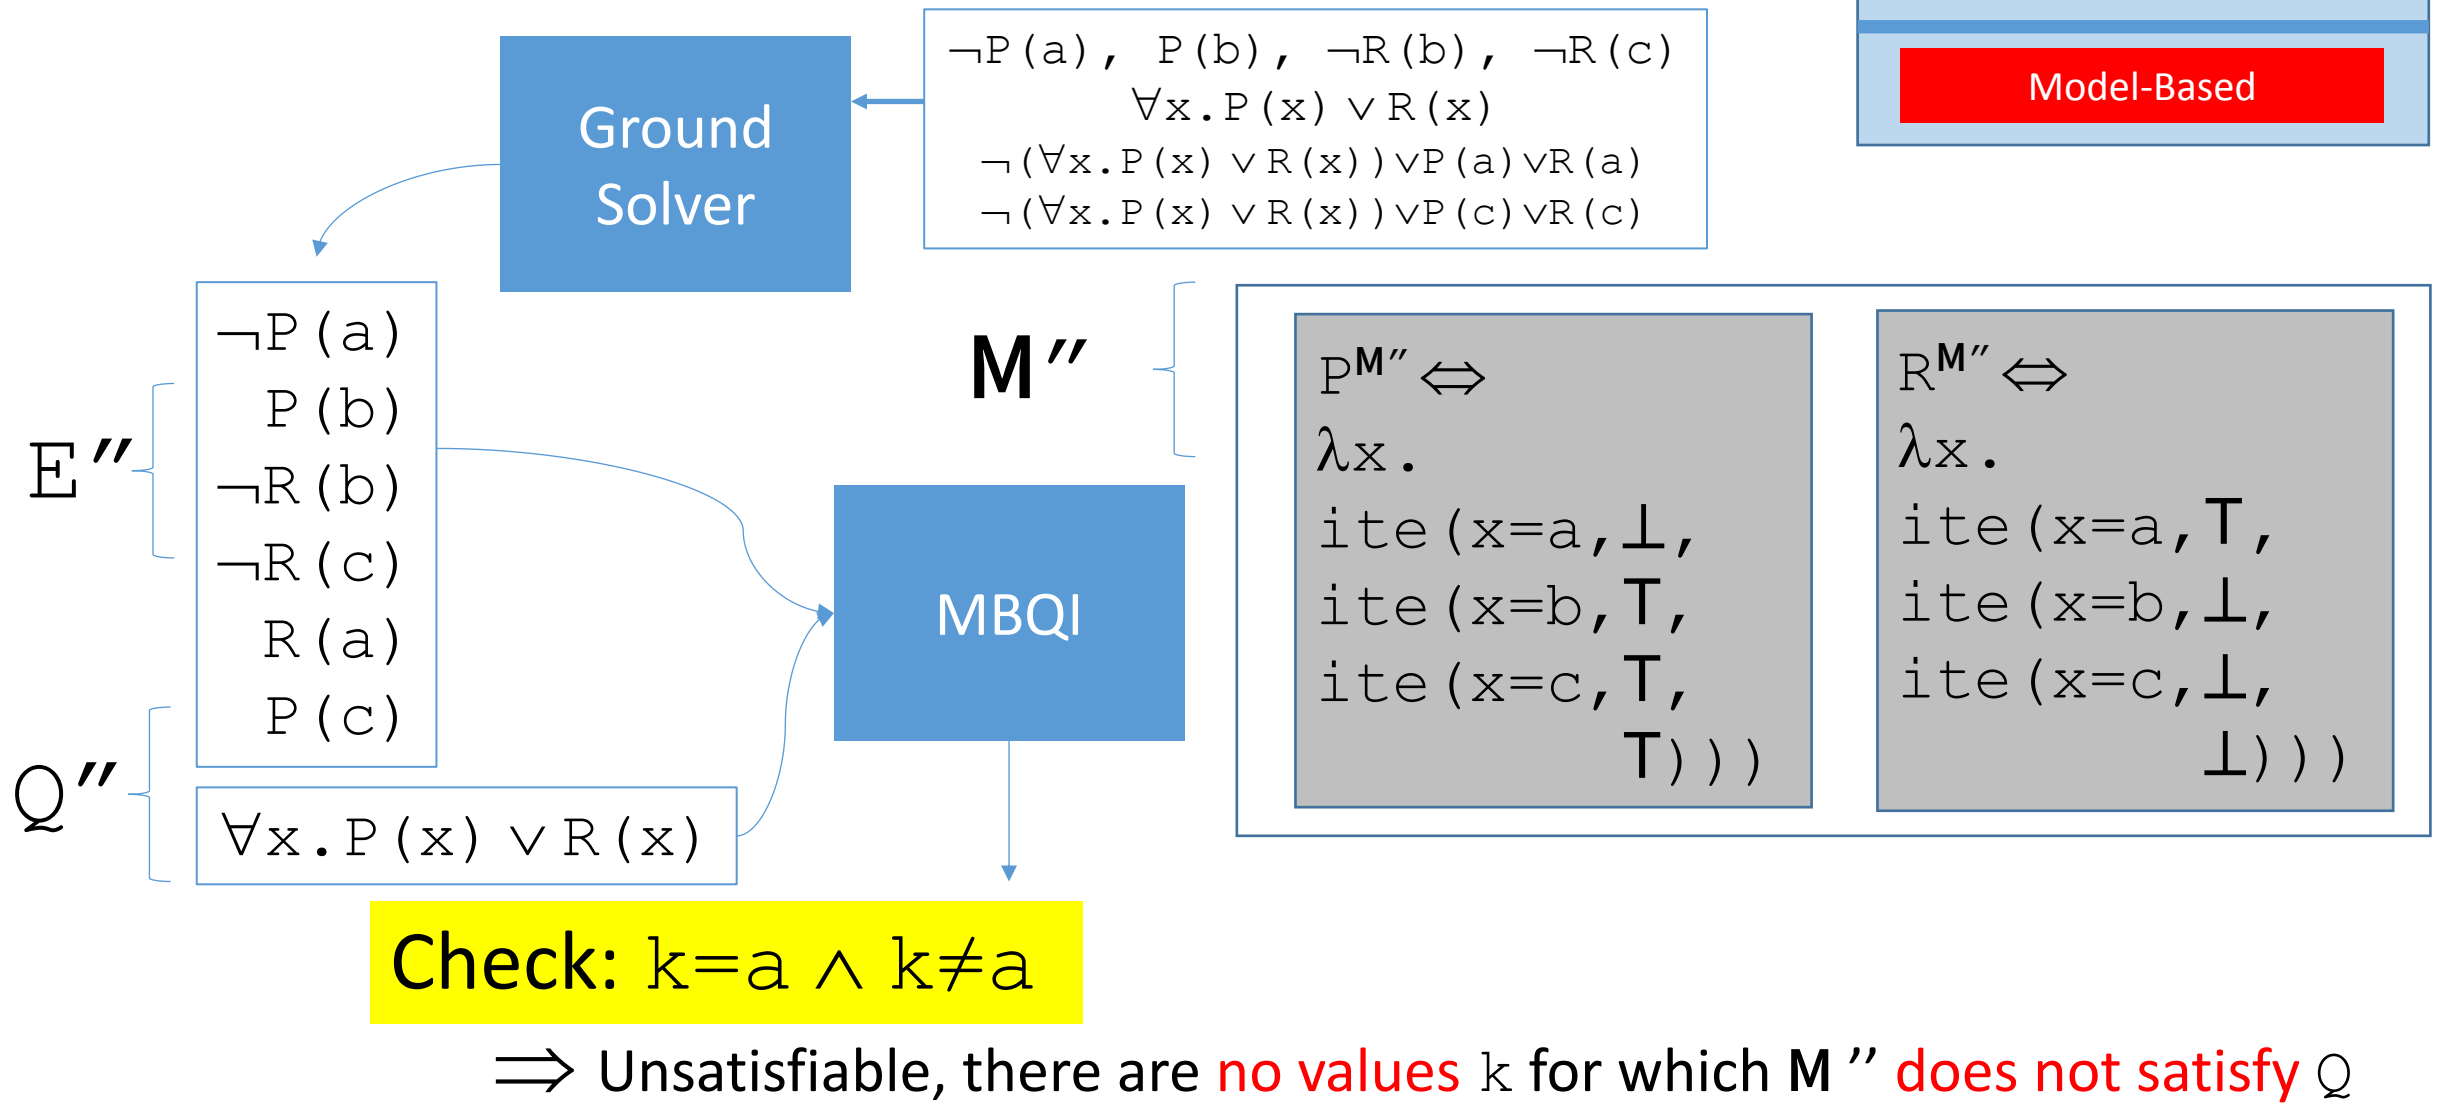 ¬P(a), P(b), ¬R(b), ¬R(c)
∀x.P(x)∨R(x)
¬(∀x.P(x)∨R(x))∨P(a)∨R(a)
¬(∀x.P(x)∨R(x))∨P(c)∨R(c)
Model-Based
Ground
Solver
¬P(a)
P(b)
¬R(b)
¬R(c)
R(a)
P(c)
E″
Q″
∀x.P(x)∨R(x)
MBQI
M″
P^M″⇔
λx.
ite(x=a,⊥,
ite(x=b,⊤,
ite(x=c,⊤,
⊤)))
R^M″⇔
λx.
ite(x=a,⊤,
ite(x=b,⊥,
ite(x=c,⊥,
⊥)))
Check: k=a ∧ k≠a
⇒ Unsatisfiable, there are no values k for which M″ does not satisfy Q